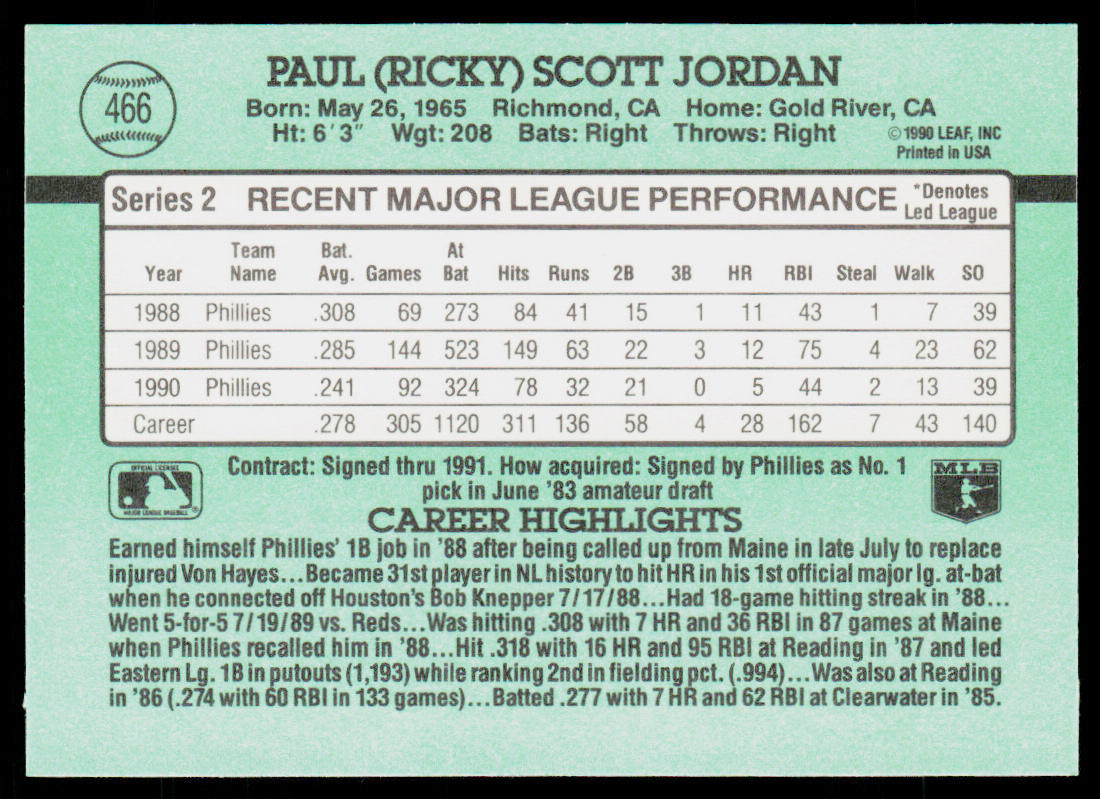 466
PAUL (RICKY) SCOTT JORDAN
Born: May 26, 1965 Richmond, CA Home: Gold River, CA
Ht: 6'3" Wgt: 208 Bats: Right Throws: Right
©1990 LEAF, INC
Printed in USA
Series 2 RECENT MAJOR LEAGUE PERFORMANCE *Denotes
Led League
Team Bat. At
Year Name Avg. Games Bat Hits Runs 2B 3B HR RBI Steal Walk SO
1988 Phillies .308 69 273 84 41 15 1 11 43 1 7 39
1989 Phillies .285 144 523 149 63 22 3 12 75 4 23 62
1990 Phillies .241 92 324 78 32 21 0 5 44 2 13 39
Career .278 305 1120 311 136 58 4 28 162 7 43 140
OFFICIAL LICENSEE
MAJOR LEAGUE BASEBALL ®
Contract: Signed thru 1991. How acquired: Signed by Phillies as No. 1
pick in June '83 amateur draft
MLB
CAREER HIGHLIGHTS
Earned himself Phillies' 1B job in '88 after being called up from Maine in late July to replace
injured Von Hayes...Became 31st player in NL history to hit HR in his 1st official major lg. at-bat
when he connected off Houston's Bob Knepper 7/17/88...Had 18-game hitting streak in '88...
Went 5-for-5 7/19/89 vs. Reds...Was hitting .308 with 7 HR and 36 RBI in 87 games at Maine
when Phillies recalled him in '88...Hit .318 with 16 HR and 95 RBI at Reading in '87 and led
Eastern Lg. 1B in putouts (1,193) while ranking 2nd in fielding pct. (.994)...Was also at Reading
in '86 (.274 with 60 RBI in 133 games)...Batted .277 with 7 HR and 62 RBI at Clearwater in '85.